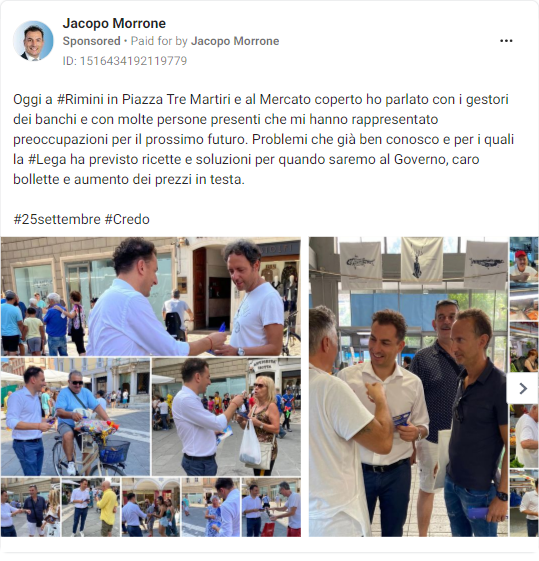 Jacopo Morrone
Sponsored • Paid for by Jacopo Morrone
ID: 1516434192119779
Oggi a #Rimini in Piazza Tre Martiri e al Mercato coperto ho parlato con i gestori
dei banchi e con molte persone presenti che mi hanno rappresentato
preoccupazioni per il prossimo futuro. Problemi che già ben conosco e per i quali
la #Lega ha previsto ricette e soluzioni per quando saremo al Governo, caro
bollette e aumento dei prezzi in testa.
#25settembre #Credo